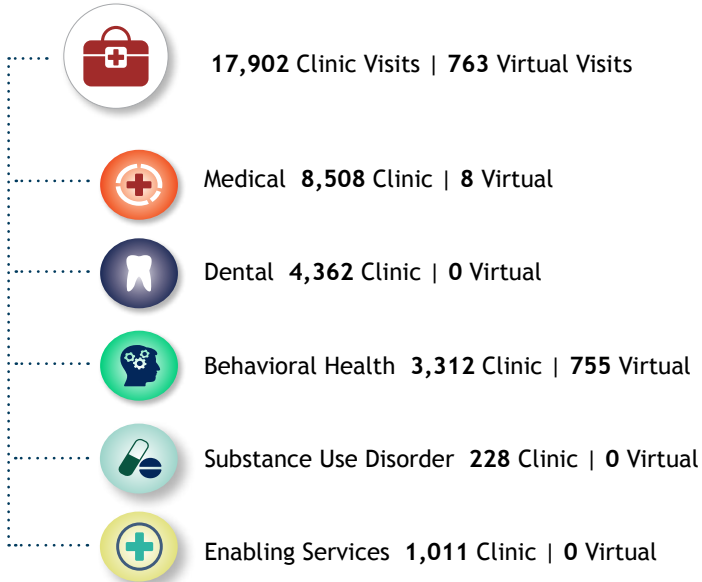 17,902 Clinic Visits | 763 Virtual Visits
Medical 8,508 Clinic | 8 Virtual
Dental 4,362 Clinic | 0 Virtual
Behavioral Health 3,312 Clinic | 755 Virtual
Substance Use Disorder 228 Clinic | 0 Virtual
Enabling Services 1,011 Clinic | 0 Virtual